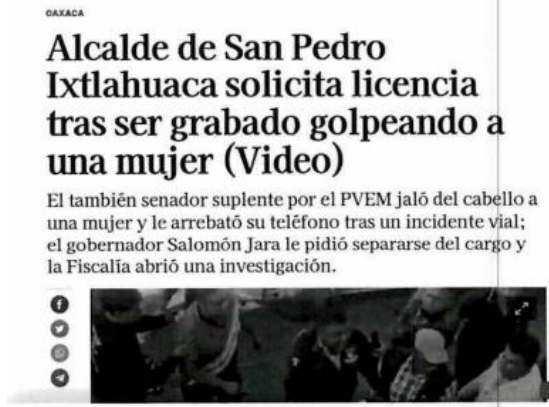 OAXACA
Alcalde de San Pedro
Ixtlahuaca solicita licencia
tras ser grabado golpeando a
una mujer (Video)
El también senador suplente por el PVEM jaló del cabello a
una mujer y le arrebató su teléfono tras un incidente vial;
el gobernador Salomón Jara le pidió separarse del cargo y
la Fiscalía abrió una investigación.